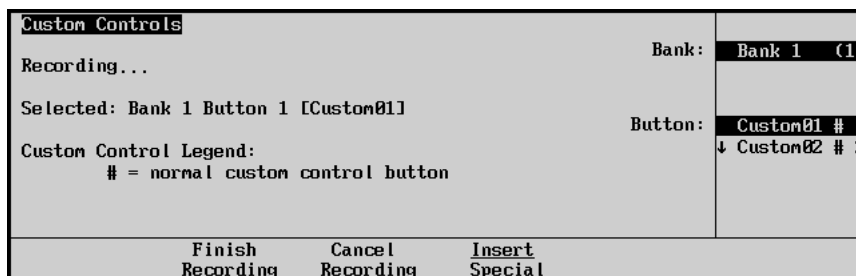 Custom Controls
Recording...
Selected: Bank 1 Button 1 [Custom01]
Custom Control Legend:
# = normal custom control button
Bank:
Bank 1 (1
Button:
Custom01 #
↓ Custom02 #
Finish Recording
Cancel Recording
Insert Special